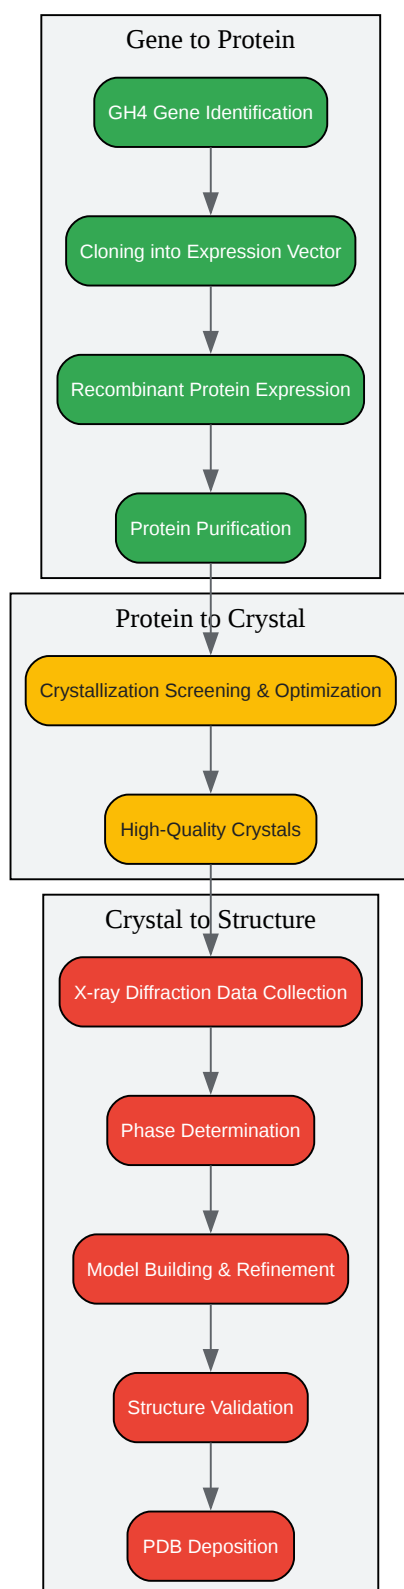 Gene to Protein
GH4 Gene Identification
Cloning into Expression Vector
Recombinant Protein Expression
Protein Purification
Protein to Crystal
Crystallization Screening & Optimization
High-Quality Crystals
Crystal to Structure
X-ray Diffraction Data Collection
Phase Determination
Model Building & Refinement
Structure Validation
PDB Deposition